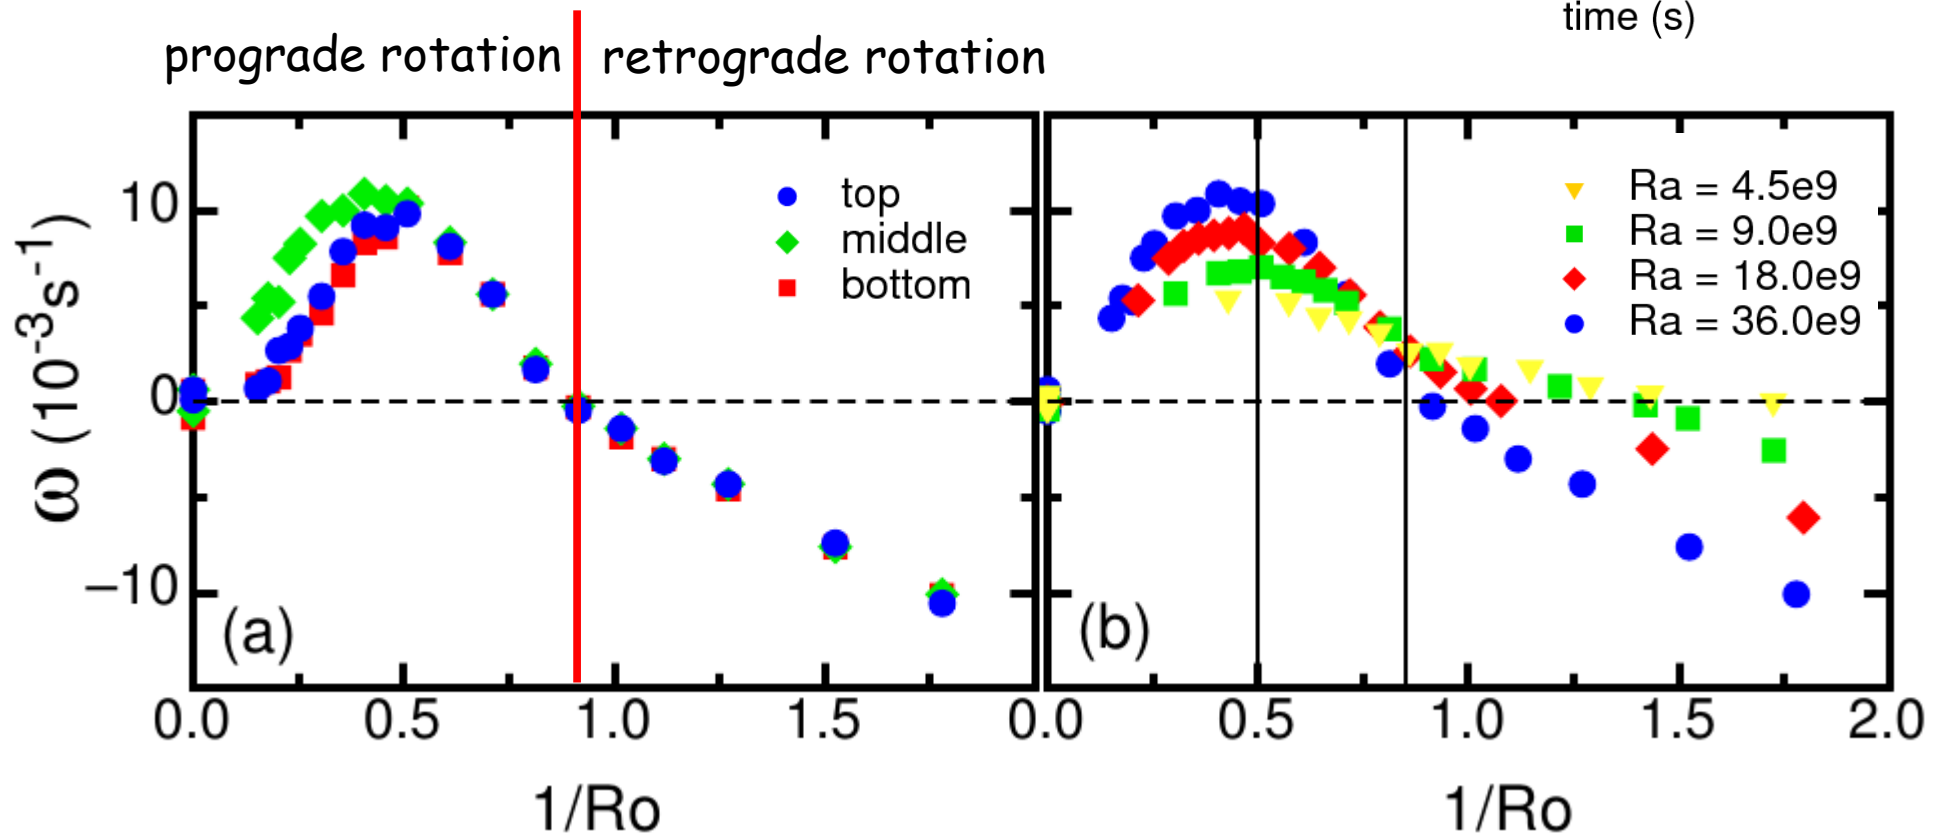 time (s)
prograde rotation retrograde rotation
ω (10⁻³s⁻¹)
10
0
−10
top
middle
bottom
(a)
0.0 0.5 1.0 1.5
1/Ro
Ra = 4.5e9
Ra = 9.0e9
Ra = 18.0e9
Ra = 36.0e9
(b)
0.0 0.5 1.0 1.5 2.0
1/Ro